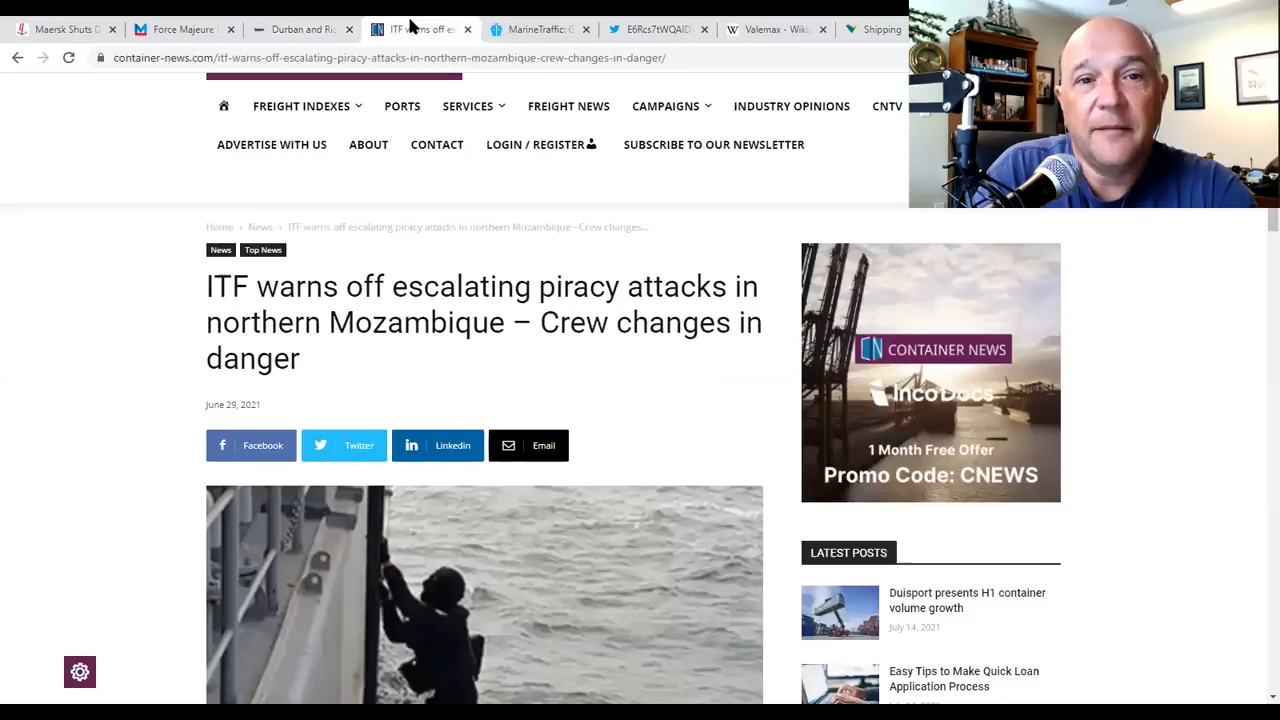 Maersk Shuts D
Force Majeure
Durban and Ric
ITF warns off es
MarineTraffic: G
E6Rcs7tWQAID
Valemax - Wiki
Shipping
container-news.com/itf-warns-off-escalating-piracy-attacks-in-northern-mozambique-crew-changes-in-danger/
FREIGHT INDEXES PORTS SERVICES FREIGHT NEWS CAMPAIGNS INDUSTRY OPINIONS CNTV
ADVERTISE WITH US ABOUT CONTACT LOGIN / REGISTER SUBSCRIBE TO OUR NEWSLETTER
Home › News › ITF warns off escalating piracy attacks in northern Mozambique - Crew changes...
News Top News
ITF warns off escalating piracy attacks in
northern Mozambique – Crew changes in
danger
June 29, 2021
Facebook Twitter Linkedin Email
CN CONTAINER NEWS
IncoDocs
1 Month Free Offer
Promo Code: CNEWS
LATEST POSTS
Duisport presents H1 container
volume growth
July 14, 2021
Easy Tips to Make Quick Loan
Application Process